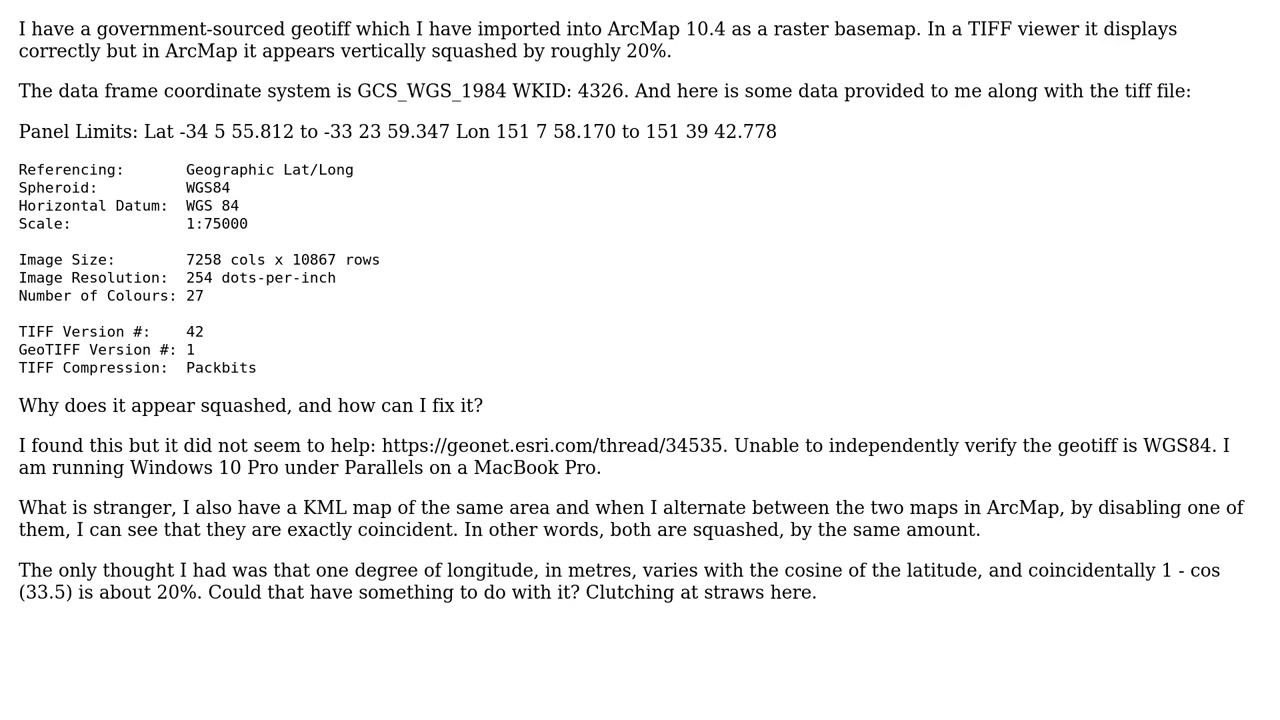 I have a government-sourced geotiff which I have imported into ArcMap 10.4 as a raster basemap. In a TIFF viewer it displays
correctly but in ArcMap it appears vertically squashed by roughly 20%.
The data frame coordinate system is GCS_WGS_1984 WKID: 4326. And here is some data provided to me along with the tiff file:
Panel Limits: Lat -34 5 55.812 to -33 23 59.347 Lon 151 7 58.170 to 151 39 42.778
Referencing: Geographic Lat/Long
Spheroid: WGS84
Horizontal Datum: WGS 84
Scale: 1:75000
Image Size: 7258 cols x 10867 rows
Image Resolution: 254 dots-per-inch
Number of Colours: 27
TIFF Version #: 42
GeoTIFF Version #: 1
TIFF Compression: Packbits
Why does it appear squashed, and how can I fix it?
I found this but it did not seem to help: https://geonet.esri.com/thread/34535. Unable to independently verify the geotiff is WGS84. I
am running Windows 10 Pro under Parallels on a MacBook Pro.
What is stranger, I also have a KML map of the same area and when I alternate between the two maps in ArcMap, by disabling one of
them, I can see that they are exactly coincident. In other words, both are squashed, by the same amount.
The only thought I had was that one degree of longitude, in metres, varies with the cosine of the latitude, and coincidentally 1 - cos
(33.5) is about 20%. Could that have something to do with it? Clutching at straws here.